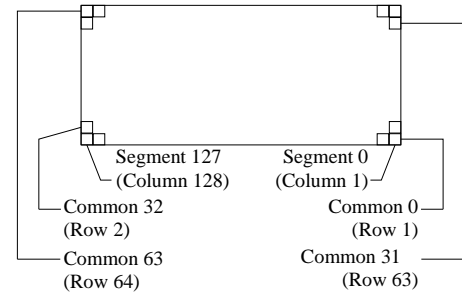 Segment 127 Segment 0
(Column 128) (Column 1)
Common 32 Common 0
(Row 2) (Row 1)
Common 63 Common 31
(Row 64) (Row 63)